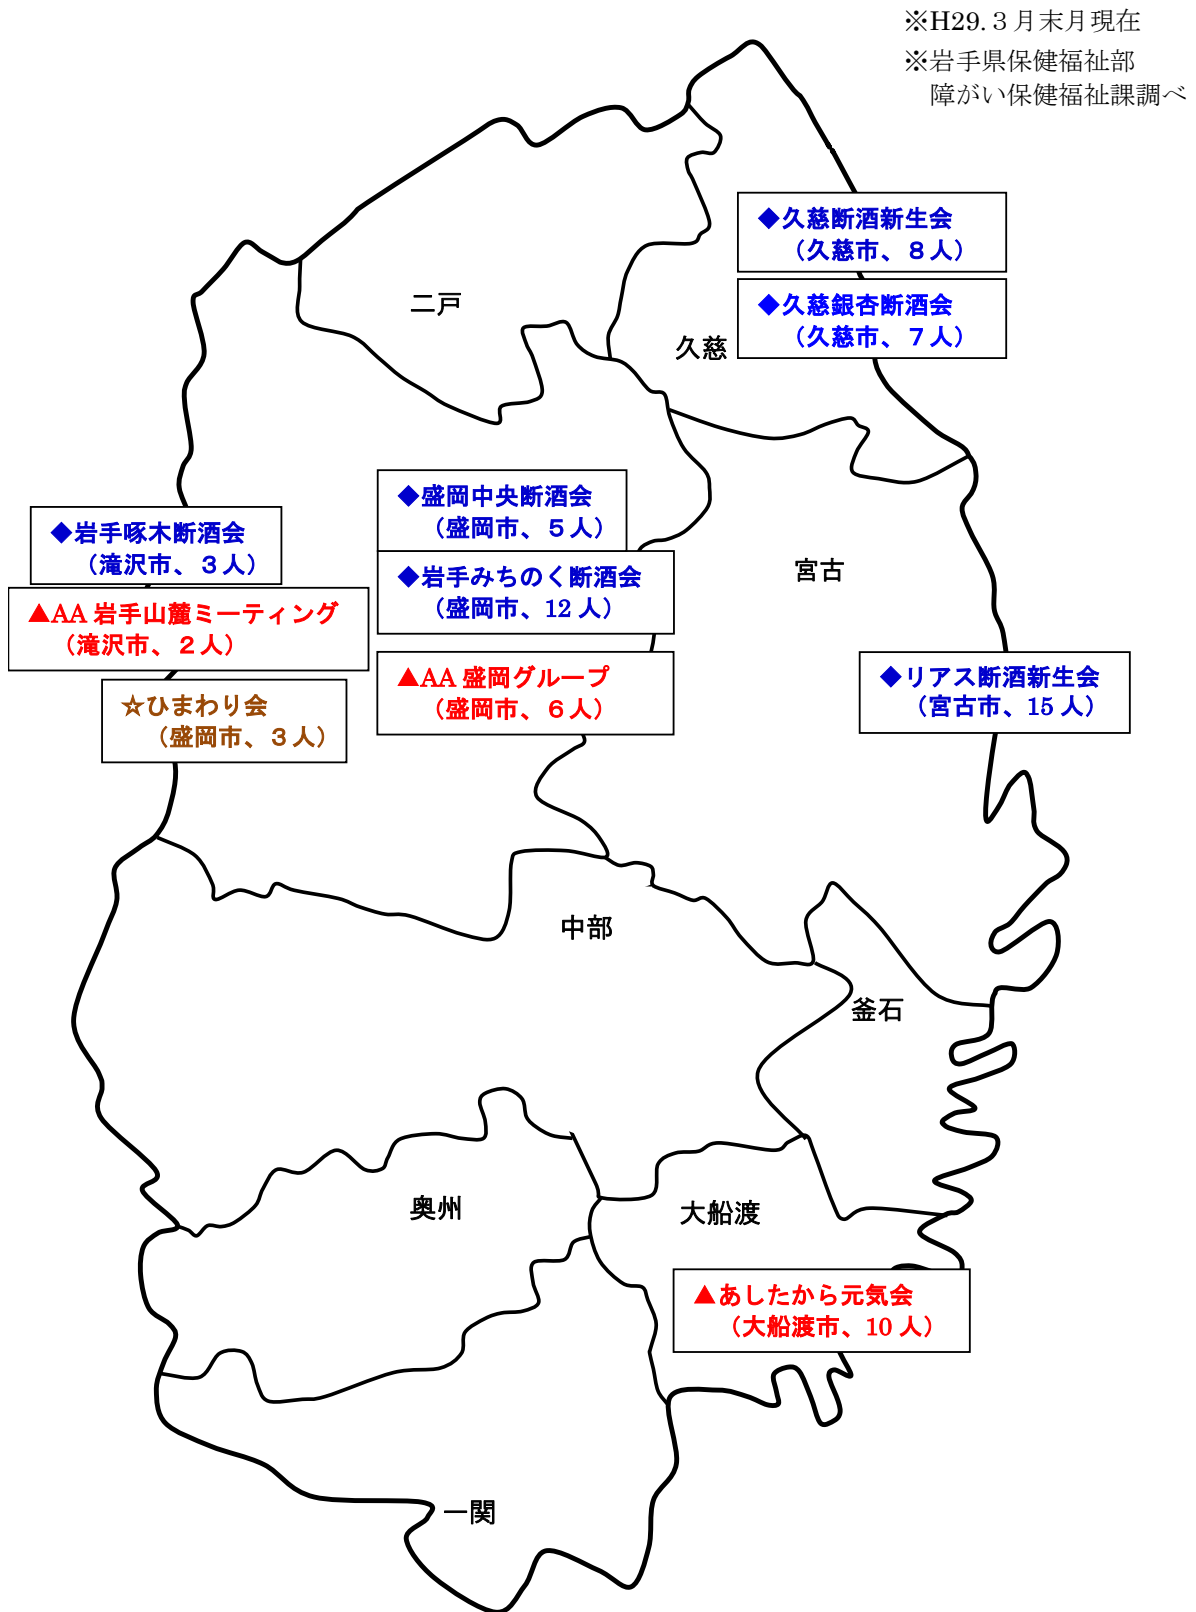 ※H29.３月末月現在
※岩手県保健福祉部
障がい保健福祉課調べ
◆久慈断酒新生会
（久慈市、８人）
二戸
◆久慈銀杏断酒会
（久慈市、７人）
久慈
◆盛岡中央断酒会
（盛岡市、５人）
◆岩手啄木断酒会
（滝沢市、３人）
◆岩手みちのく断酒会
（盛岡市、12 人）
宮古
▲AA 岩手山麓ミーティング
（滝沢市、２人）
▲AA 盛岡グループ
（盛岡市、６人）
◆リアス断酒新生会
（宮古市、15 人）
☆ひまわり会
（盛岡市、３人）
中部
釜石
奥州
大船渡
▲あしたから元気会
（大船渡市、10 人）
一関